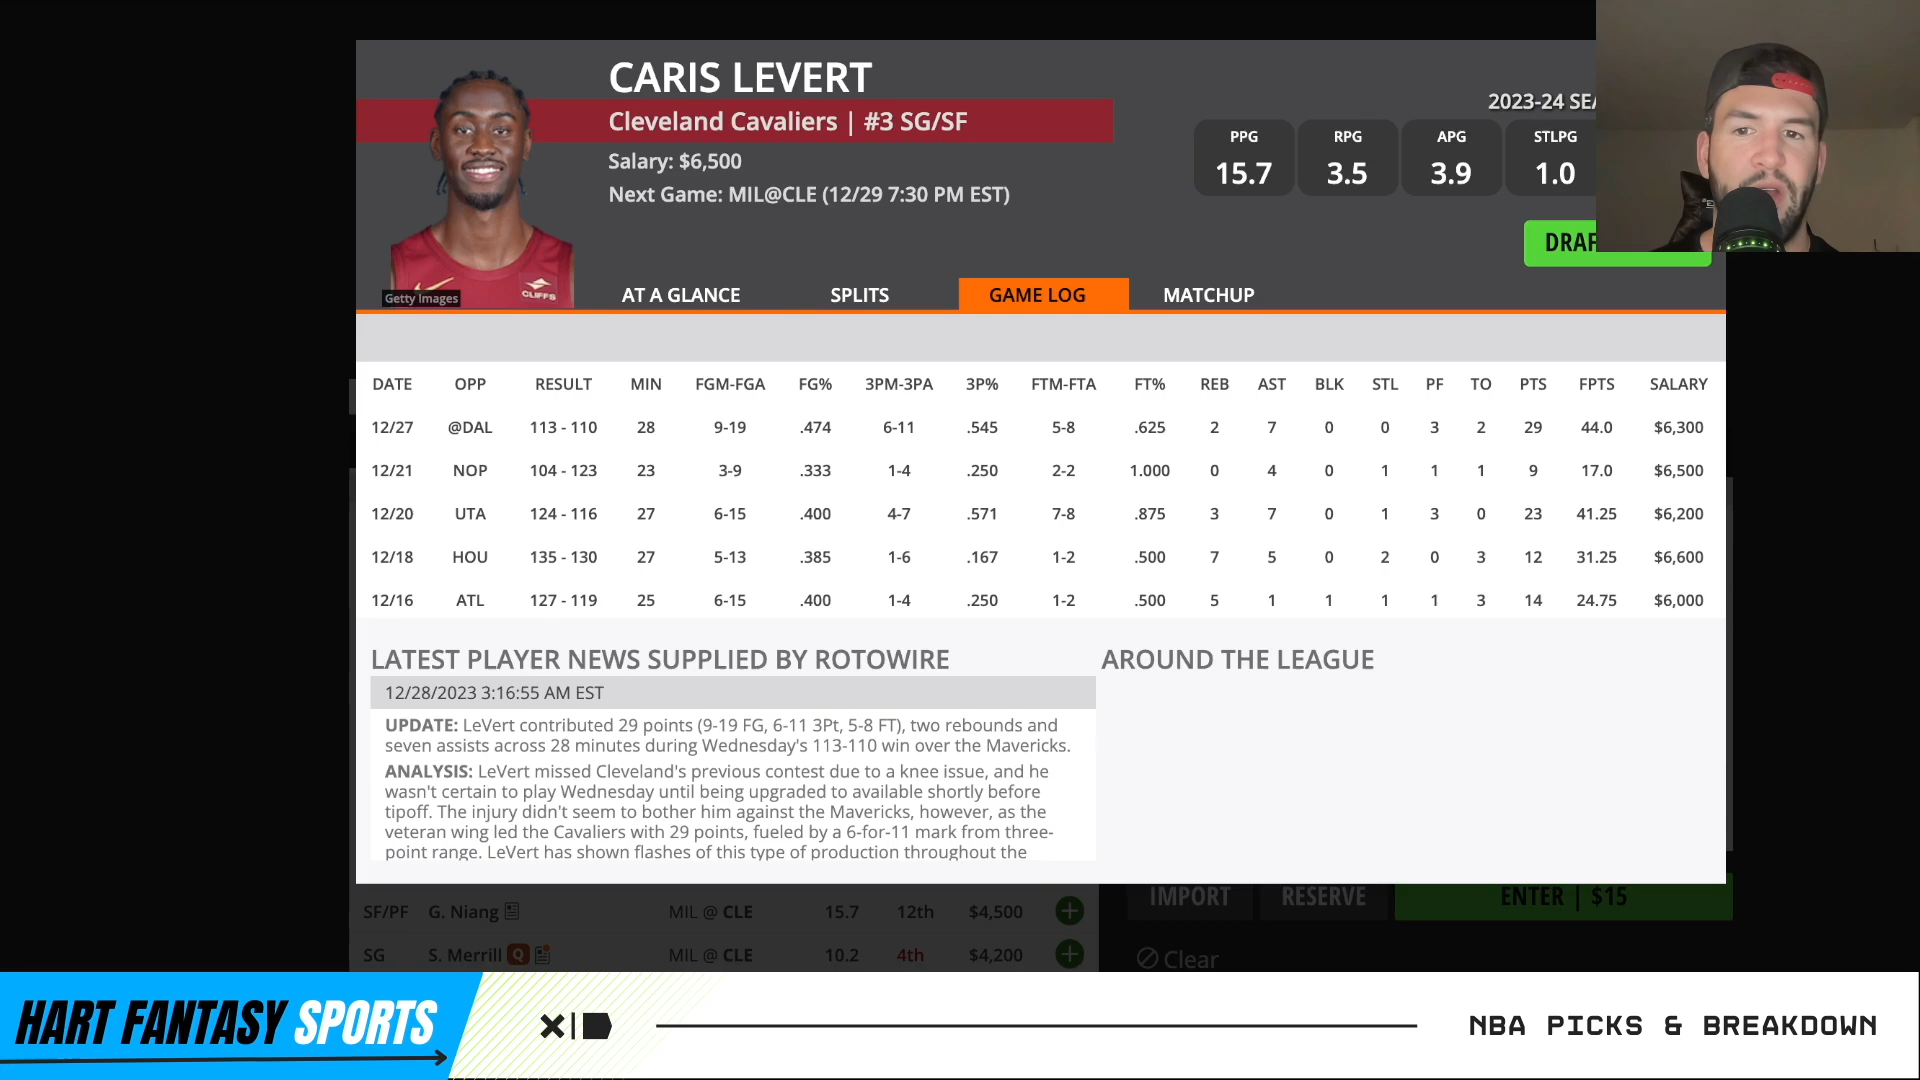 CARIS LEVERT
Cleveland Cavaliers | #3 SG/SF
Salary: $6,500
Next Game: MIL@CLE (12/29 7:30 PM EST)
2023-24 SEA
PPG RPG APG STLPG
15.7 3.5 3.9 1.0
DRAF
Getty Images
CLIFFS
AT A GLANCE SPLITS GAME LOG MATCHUP
DATE OPP RESULT MIN FGM-FGA FG% 3PM-3PA 3P% FTM-FTA FT% REB AST BLK STL PF TO PTS FPTS SALARY
12/27 @DAL 113 - 110 28 9-19 .474 6-11 .545 5-8 .625 2 7 0 0 3 2 29 44.0 $6,300
12/21 NOP 104 - 123 23 3-9 .333 1-4 .250 2-2 1.000 0 4 0 1 1 1 9 17.0 $6,500
12/20 UTA 124 - 116 27 6-15 .400 4-7 .571 7-8 .875 3 7 0 1 3 0 23 41.25 $6,200
12/18 HOU 135 - 130 27 5-13 .385 1-6 .167 1-2 .500 7 5 0 2 0 3 12 31.25 $6,600
12/16 ATL 127 - 119 25 6-15 .400 1-4 .250 1-2 .500 5 1 1 1 1 3 14 24.75 $6,000
LATEST PLAYER NEWS SUPPLIED BY ROTOWIRE
AROUND THE LEAGUE
12/28/2023 3:16:55 AM EST
UPDATE: LeVert contributed 29 points (9-19 FG, 6-11 3Pt, 5-8 FT), two rebounds and
seven assists across 28 minutes during Wednesday's 113-110 win over the Mavericks.
ANALYSIS: LeVert missed Cleveland's previous contest due to a knee issue, and he
wasn't certain to play Wednesday until being upgraded to available shortly before
tipoff. The injury didn't seem to bother him against the Mavericks, however, as the
veteran wing led the Cavaliers with 29 points, fueled by a 6-for-11 mark from three-
point range. LeVert has shown flashes of this type of production throughout the
SF/PF G. Niang MIL @ CLE 15.7 12th $4,500
SG S. Merrill Q MIL @ CLE 10.2 4th $4,200
IMPORT RESERVE ENTER | $15
Clear
HART FANTASY SPORTS
NBA PICKS & BREAKDOWN